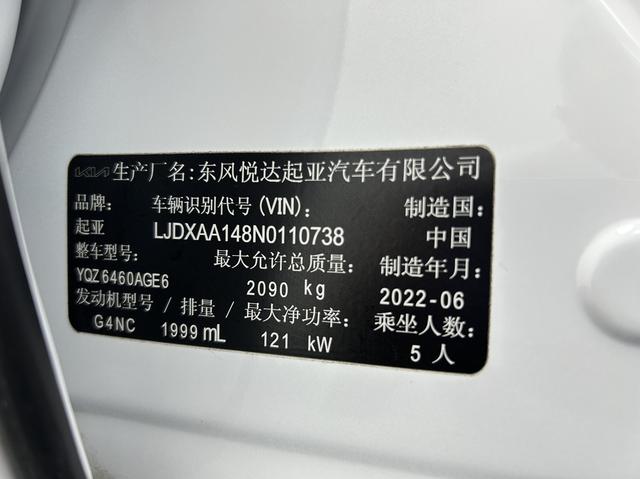 KIA 生产厂名:东风悦达起亚汽车有限公司
品牌: 车辆识别代号(VIN): 制造国:
起亚 LJDXAA148N0110738 中国
整车型号: 最大允许总质量: 制造年月:
YQZ6460AGE6 2090 kg 2022-06
发动机型号/排量/最大净功率: 乘坐人数:
G4NC 1999mL 121 kW 5人